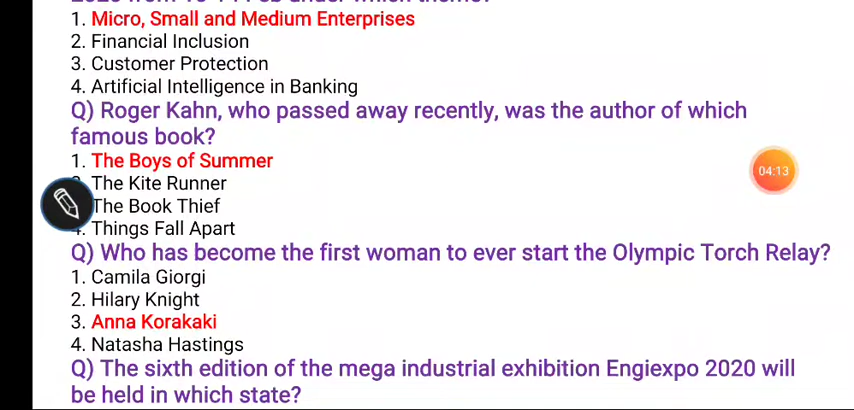 1. Micro, Small and Medium Enterprises
2. Financial Inclusion
3. Customer Protection
4. Artificial Intelligence in Banking
Q) Roger Kahn, who passed away recently, was the author of which
famous book?
1. The Boys of Summer
04:13
The Kite Runner
The Book Thief
4. Things Fall Apart
Q) Who has become the first woman to ever start the Olympic Torch Relay?
1. Camila Giorgi
2. Hilary Knight
3. Anna Korakaki
4. Natasha Hastings
Q) The sixth edition of the mega industrial exhibition Engiexpo 2020 will
be held in which state?